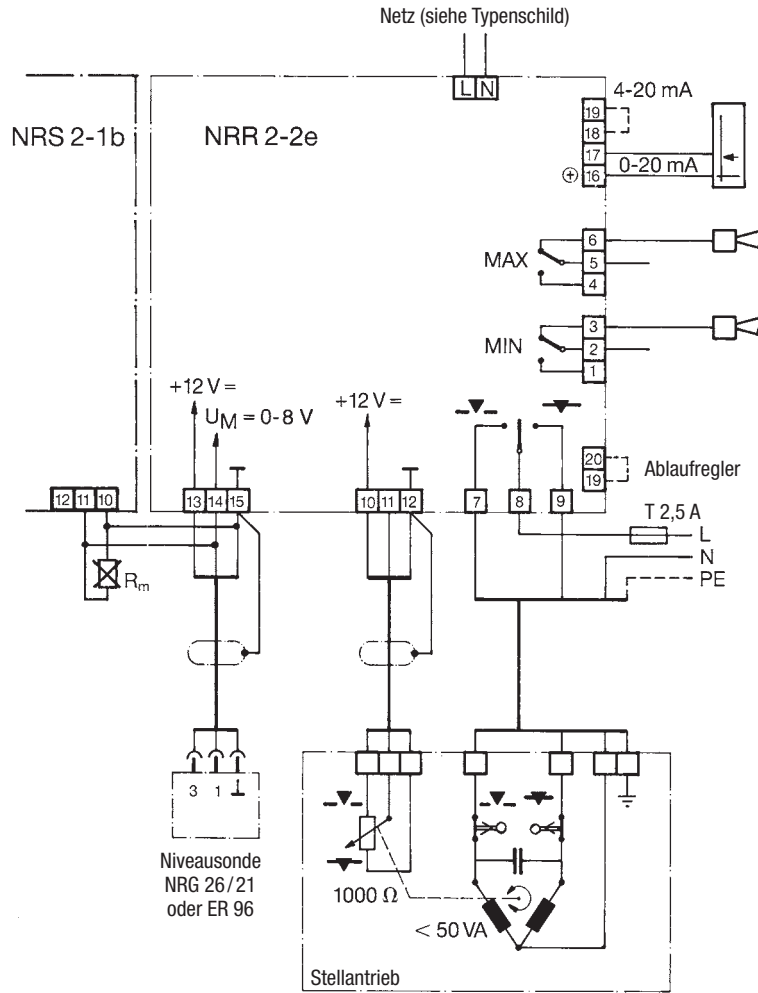 Netz (siehe Typenschild)
L N
4-20 mA
NRS 2-1b
NRR 2-2e
19
18
17
0-20 mA
16
6
MAX
5
4
3
MIN
2
1
+12 V =
U_M = 0-8 V
+12 V =
20
Ablaufregler
19
12 11 10
13 14 15
10 11 12
7 8 9
T 2,5 A
L
N
PE
R_m
3 1
Niveausonde
NRG 26/21
oder ER 96
1000 Ω
< 50 VA
Stellantrieb